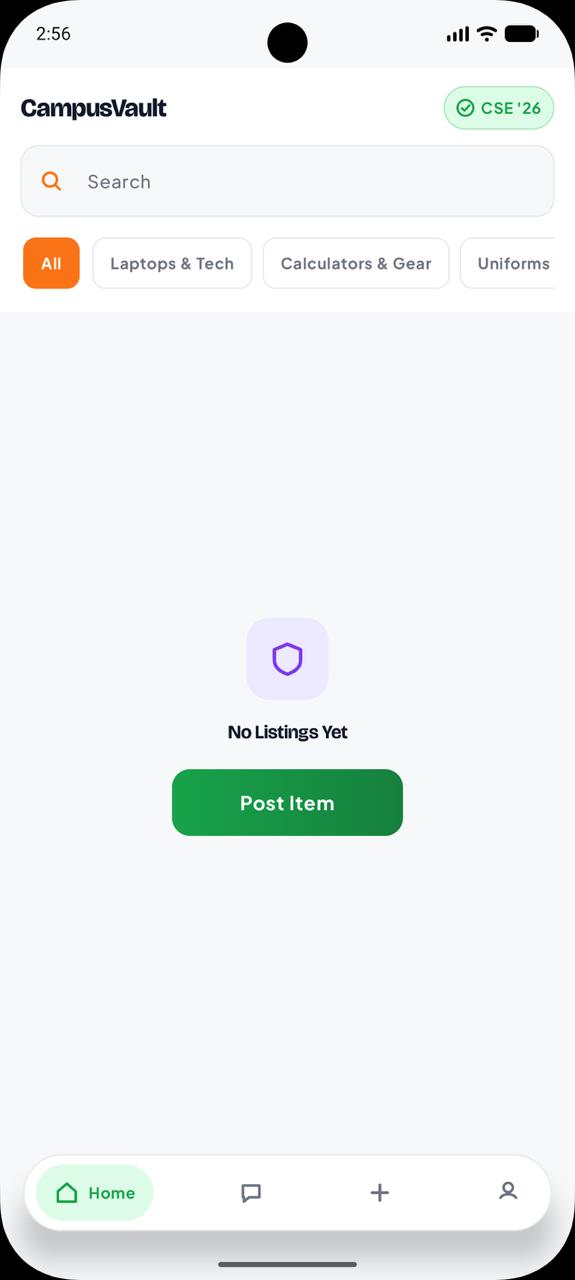 2:56
CampusVault
CSE '26
Search
All
Laptops & Tech
Calculators & Gear
Uniforms
No Listings Yet
Post Item
Home